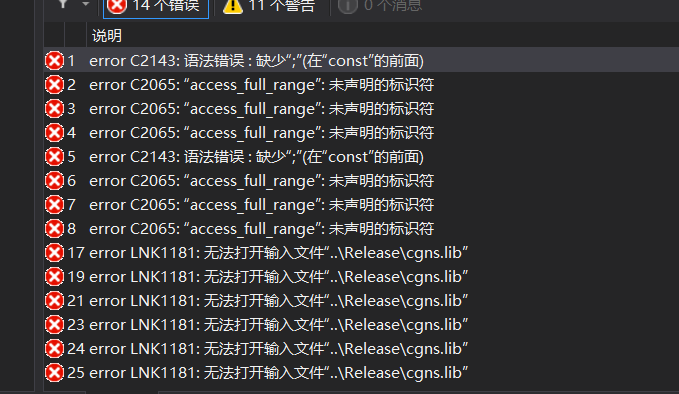 14 个错误 11 个警告 0 个消息
说明
1 error C2143: 语法错误 : 缺少“;”(在“const”的前面)
2 error C2065: “access_full_range”: 未声明的标识符
3 error C2065: “access_full_range”: 未声明的标识符
4 error C2065: “access_full_range”: 未声明的标识符
5 error C2143: 语法错误 : 缺少“;”(在“const”的前面)
6 error C2065: “access_full_range”: 未声明的标识符
7 error C2065: “access_full_range”: 未声明的标识符
8 error C2065: “access_full_range”: 未声明的标识符
17 error LNK1181: 无法打开输入文件“..\Release\cgns.lib”
19 error LNK1181: 无法打开输入文件“..\Release\cgns.lib”
21 error LNK1181: 无法打开输入文件“..\Release\cgns.lib”
23 error LNK1181: 无法打开输入文件“..\Release\cgns.lib”
24 error LNK1181: 无法打开输入文件“..\Release\cgns.lib”
25 error LNK1181: 无法打开输入文件“..\Release\cgns.lib”